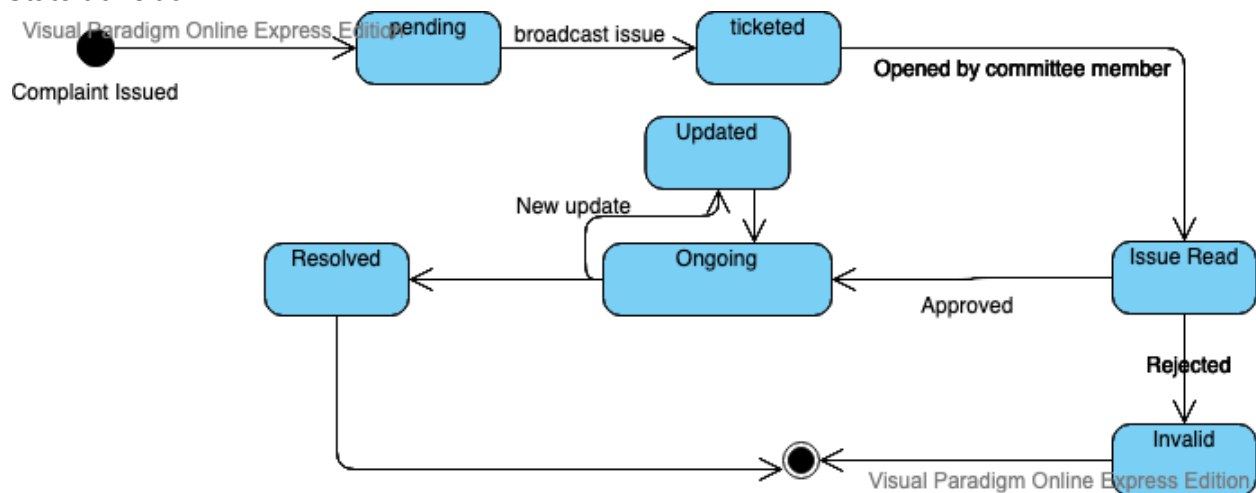 Visual Paradigm Online Express Edition
pending
broadcast issue
ticketed
Opened by committee member
Complaint Issued
Updated
New update
Resolved
Ongoing
Issue Read
Approved
Rejected
Invalid
Visual Paradigm Online Express Edition